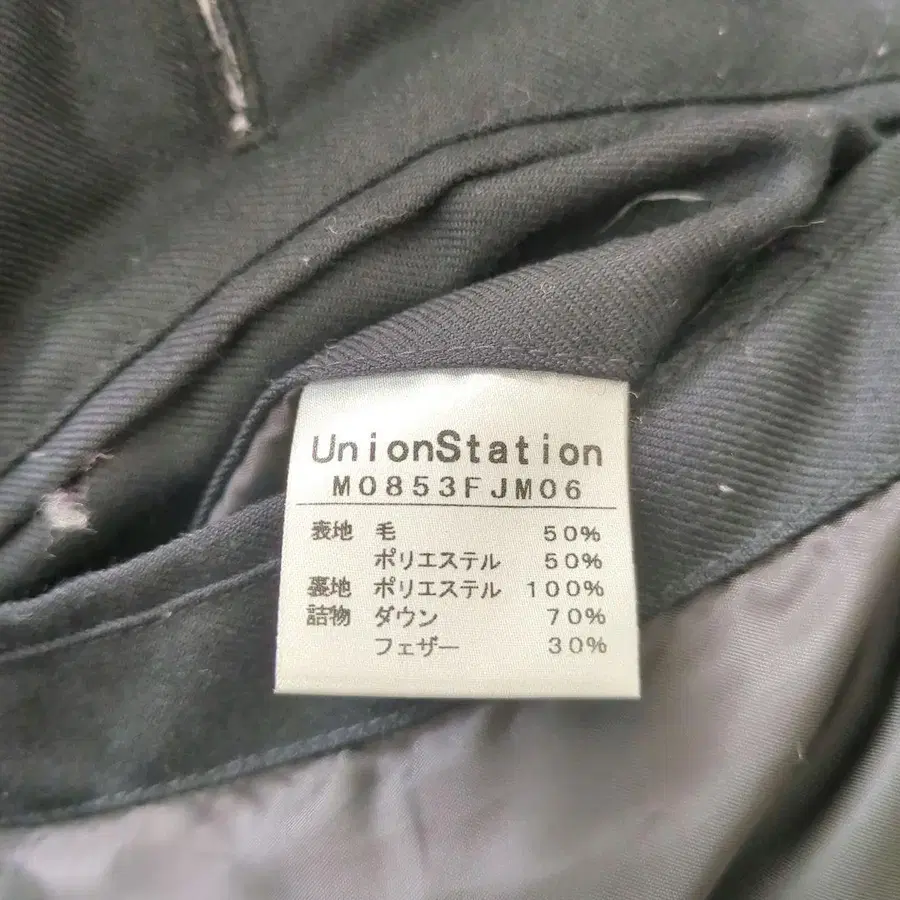 UnionStation
M0853FJM06
表地 毛 50%
ポリエステル 50%
裏地 ポリエステル 100%
詰物 ダウン 70%
フェザー 30%